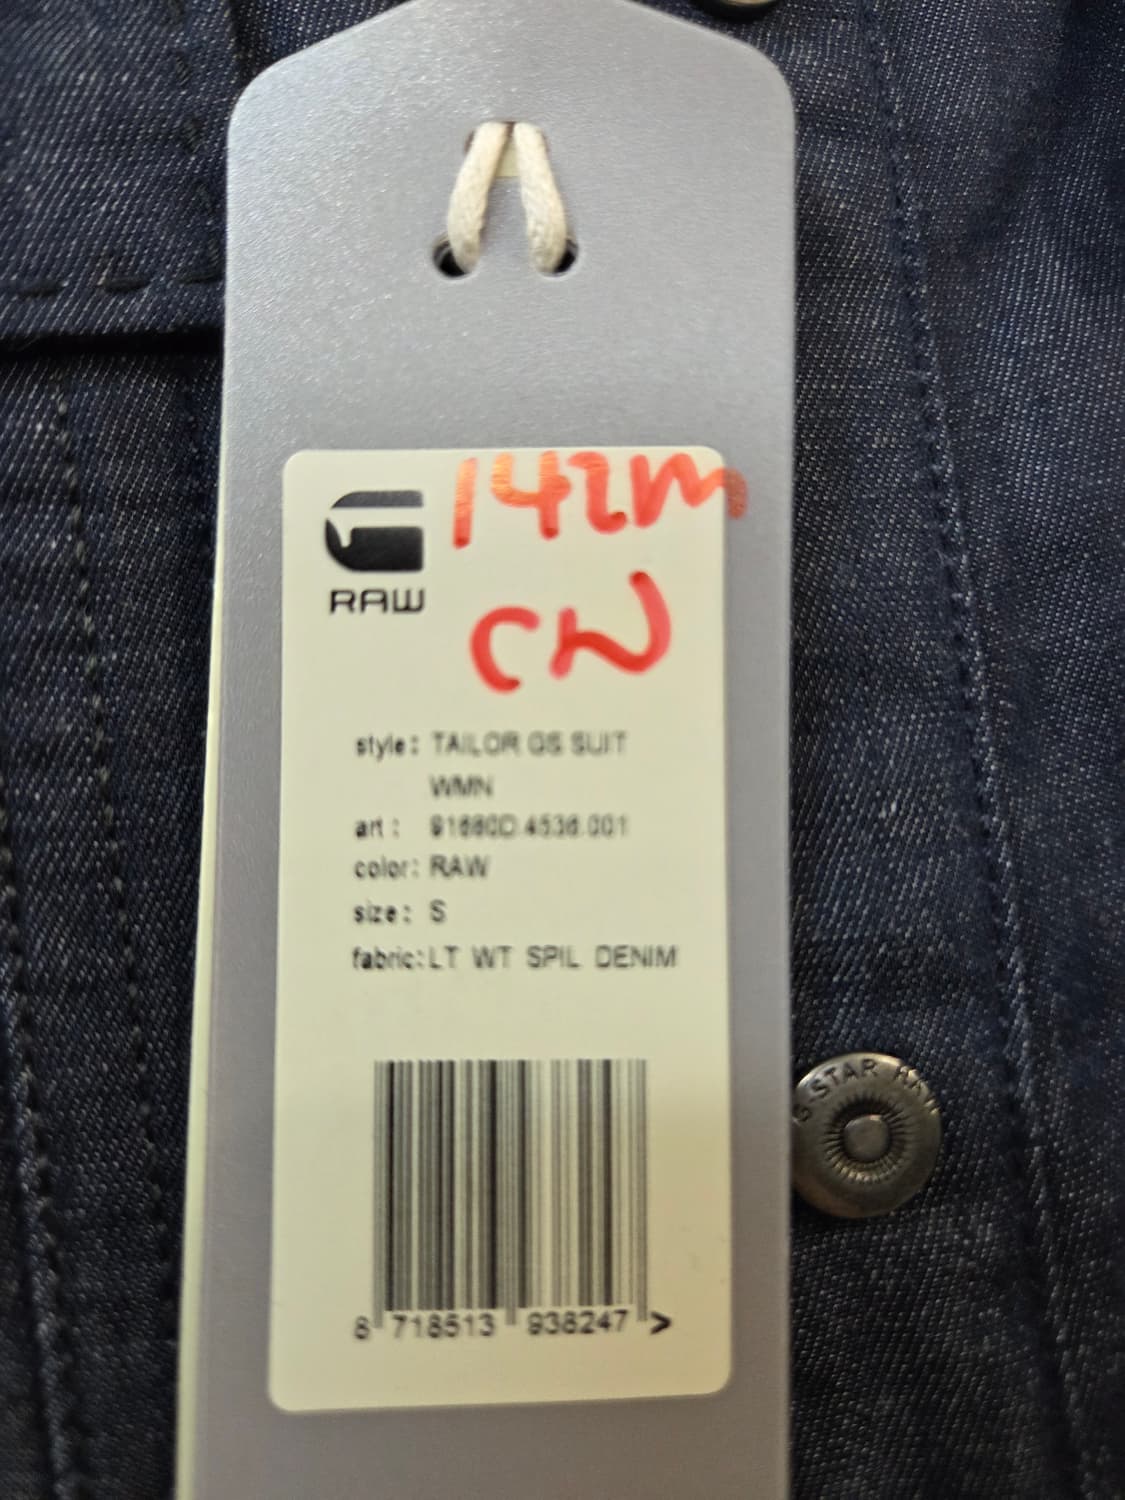 142m
RAW
CN
style: TAILOR GS SUIT
WMN
art: 91660D.4536.001
color: RAW
size: S
fabric: LT WT SPIL DENIM
8 718513 938247 >
G-STAR RAW